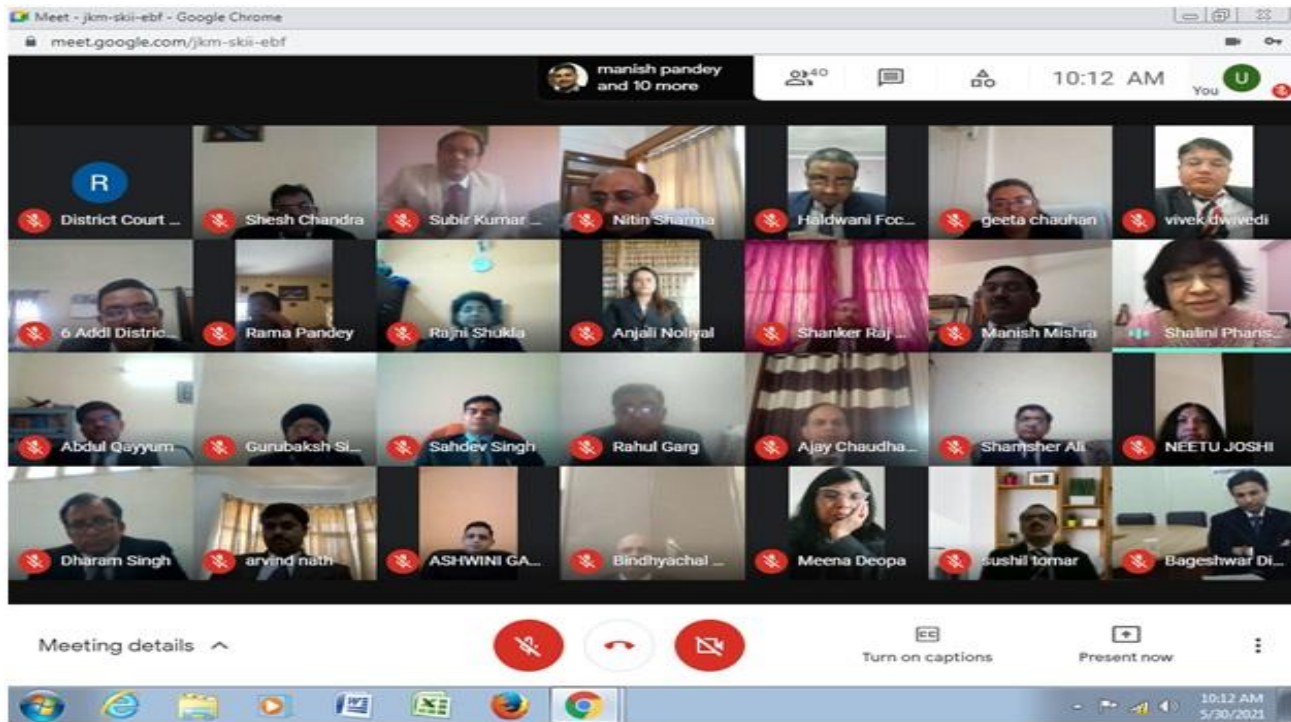 Meet - jkm-skii-ebf - Google Chrome
meet.google.com/jkm-skii-ebf
manish pandey
and 10 more
40
10:12 AM
You
U
R
District Court ...
Shesh Chandra
Subir Kumar ...
Nitin Sharma
Haldwani Fcc...
geeta chauhan
vivek dwivedi
6 Addl Distric...
Rama Pandey
Rajni Shukla
Anjali Noliyal
Shanker Raj ...
Manish Mishra
Shalini Pharis...
Abdul Qayyum
Gurubaksh Si...
Sahdev Singh
Rahul Garg
Ajay Chaudha...
Shamsher Ali
NEETU JOSHI
Dharam Singh
arvind nath
ASHWINI GA...
Bindhyachal ...
Meena Deopa
sushil tomar
Bageshwar Di...
Meeting details
CC
Turn on captions
Present now
10:12 AM
5/30/2021